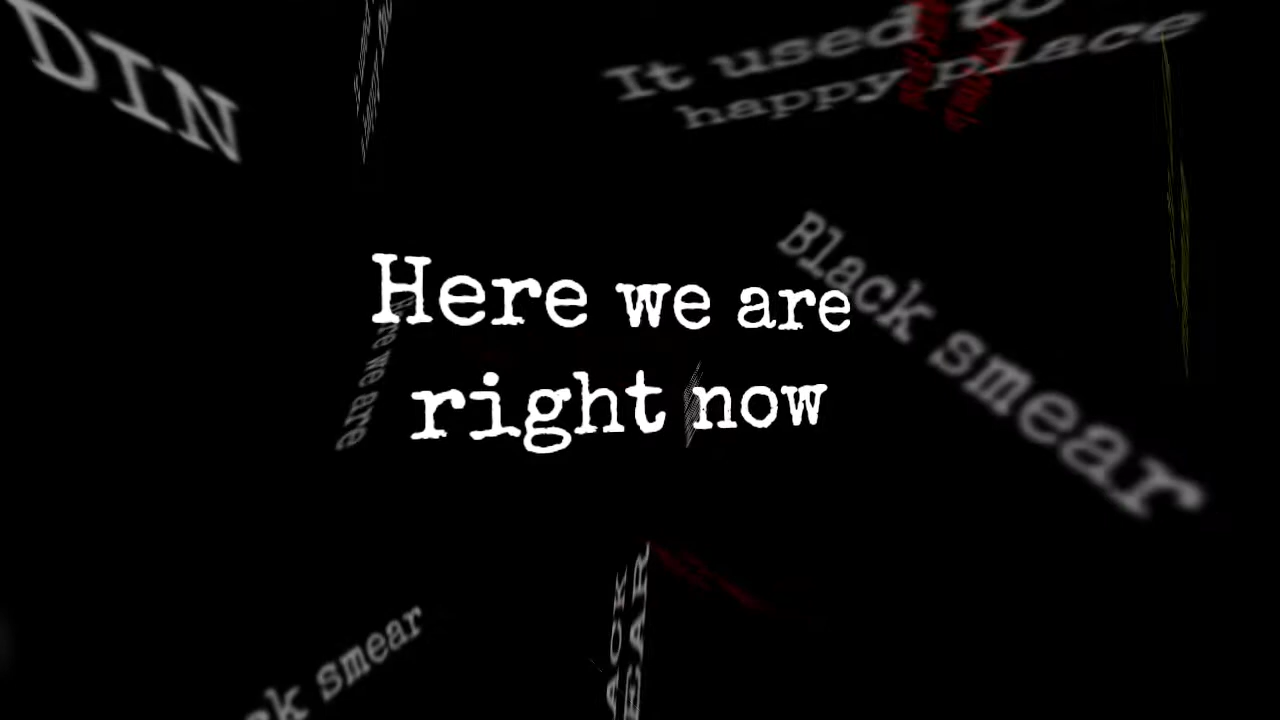 DIN
It used to
happy place
Black smear
Here we are
right now
Here we are
ck smear
ACK
EAR